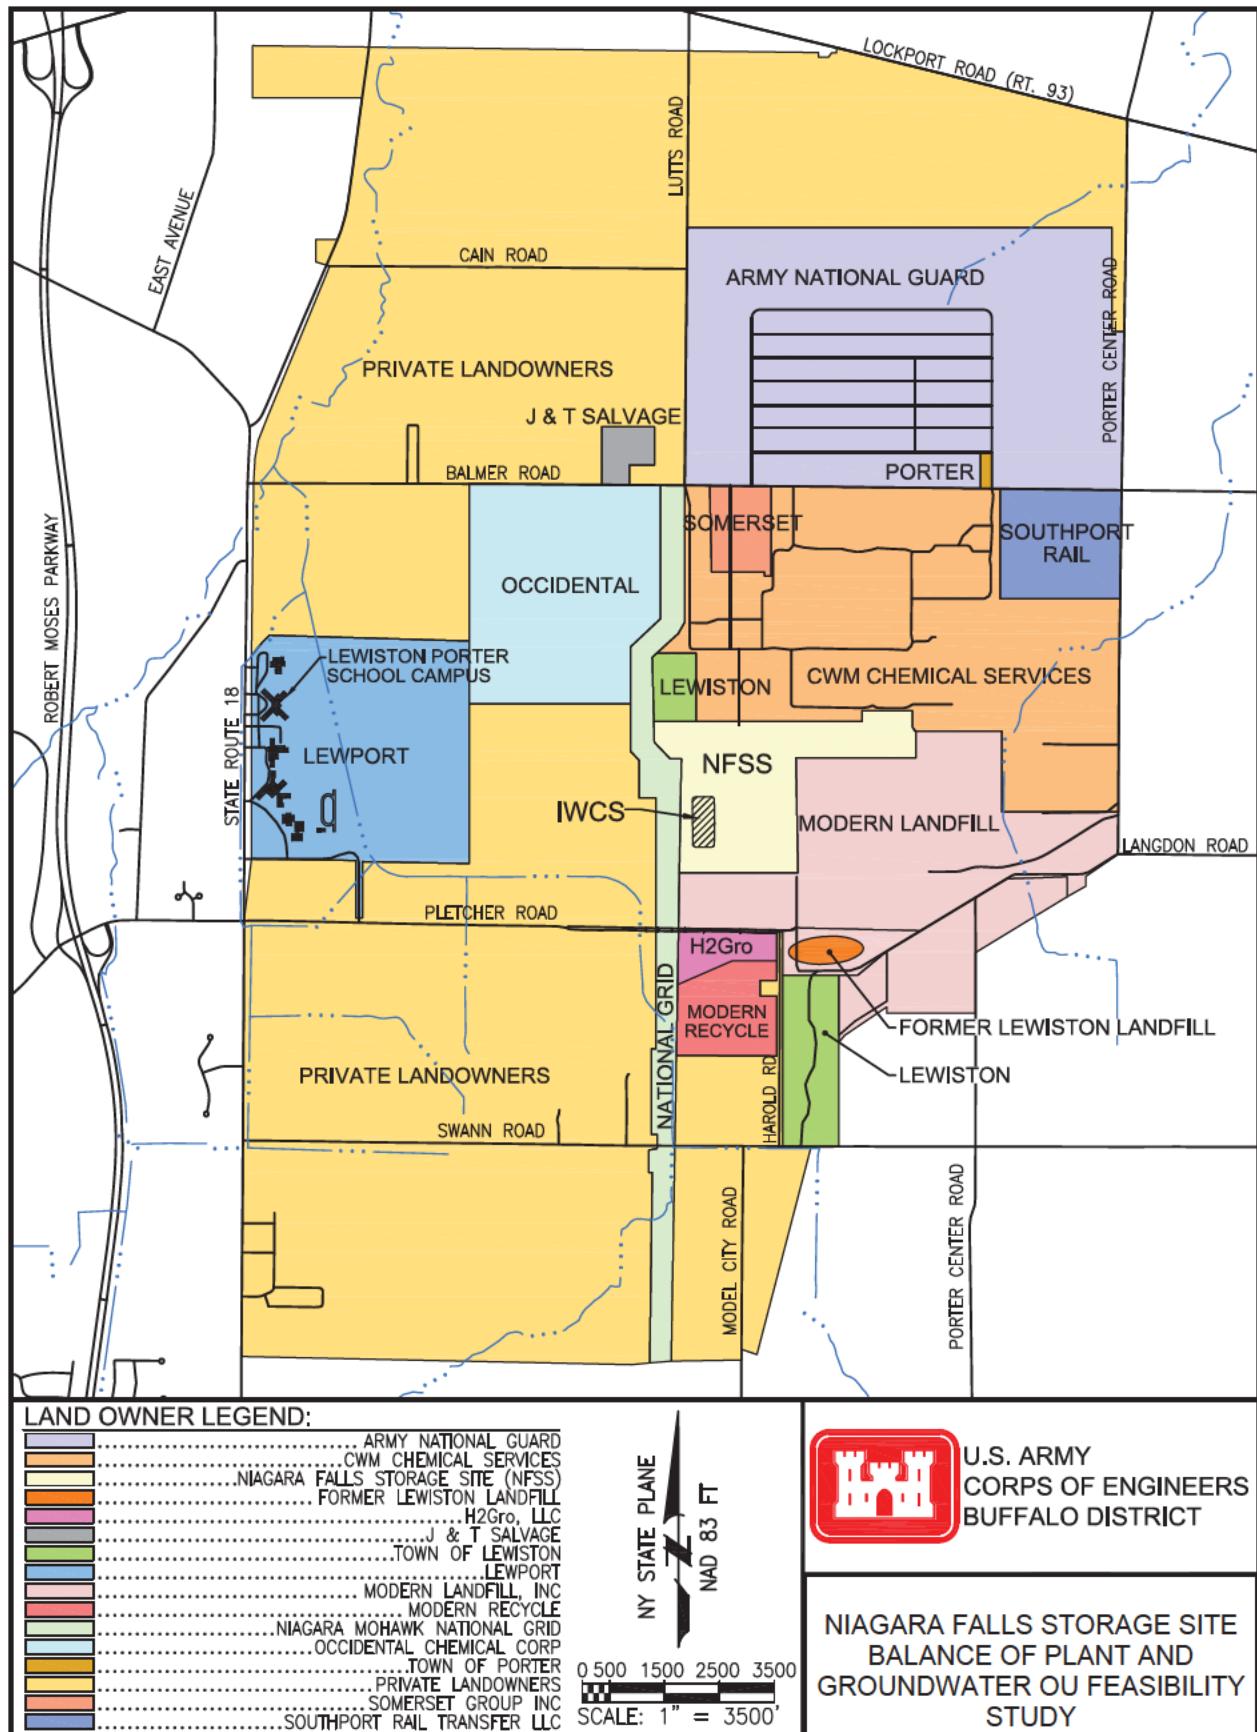 LOCKPORT ROAD (RT. 93)
LUTTS ROAD
EAST AVENUE
CAIN ROAD
ARMY NATIONAL GUARD
PORTER CENTER ROAD
PRIVATE LANDOWNERS
J & T SALVAGE
BALMER ROAD
PORTER
ROBERT MOSES PARKWAY
SOMERSET
SOUTHPORT
RAIL
OCCIDENTAL
LEWISTON PORTER
SCHOOL CAMPUS
LEWISTON
CWM CHEMICAL SERVICES
STATE ROUTE 18
LEWPORT
NFSS
IWCS
MODERN LANDFILL
LANGDON ROAD
PLETCHER ROAD
H2Gro
NATIONAL GRID
MODERN
RECYCLE
FORMER LEWISTON LANDFILL
LEWISTON
PRIVATE LANDOWNERS
HAROLD RD
SWANN ROAD
MODEL CITY ROAD
PORTER CENTER ROAD
LAND OWNER LEGEND:
ARMY NATIONAL GUARD
CWM CHEMICAL SERVICES
NIAGARA FALLS STORAGE SITE (NFSS)
FORMER LEWISTON LANDFILL
H2Gro, LLC
J & T SALVAGE
TOWN OF LEWISTON
LEWPORT
MODERN LANDFILL, INC
MODERN RECYCLE
NIAGARA MOHAWK NATIONAL GRID
OCCIDENTAL CHEMICAL CORP
TOWN OF PORTER
PRIVATE LANDOWNERS
SOMERSET GROUP INC
SOUTHPORT RAIL TRANSFER LLC
NY STATE PLANE
N
NAD 83 FT
0 500 1500 2500 3500
SCALE: 1" = 3500'
U.S. ARMY
CORPS OF ENGINEERS
BUFFALO DISTRICT
NIAGARA FALLS STORAGE SITE
BALANCE OF PLANT AND
GROUNDWATER OU FEASIBILITY
STUDY